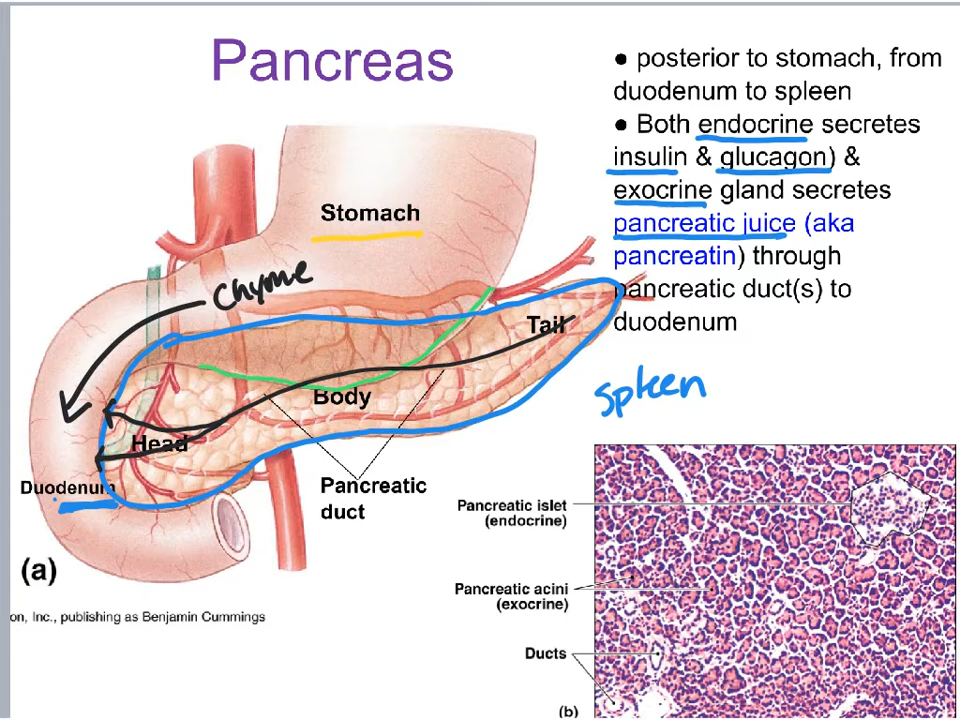 Pancreas
● posterior to stomach, from
duodenum to spleen
● Both endocrine secretes
insulin & glucagon) &
exocrine gland secretes
pancreatic juice (aka
pancreatin) through
pancreatic duct(s) to
duodenum
Stomach
chyme
Tail
Body
Head
Duodenum
Pancreatic
duct
spleen
(a)
on, Inc., publishing as Benjamin Cummings
Pancreatic islet
(endocrine)
Pancreatic acini
(exocrine)
Ducts
(b)